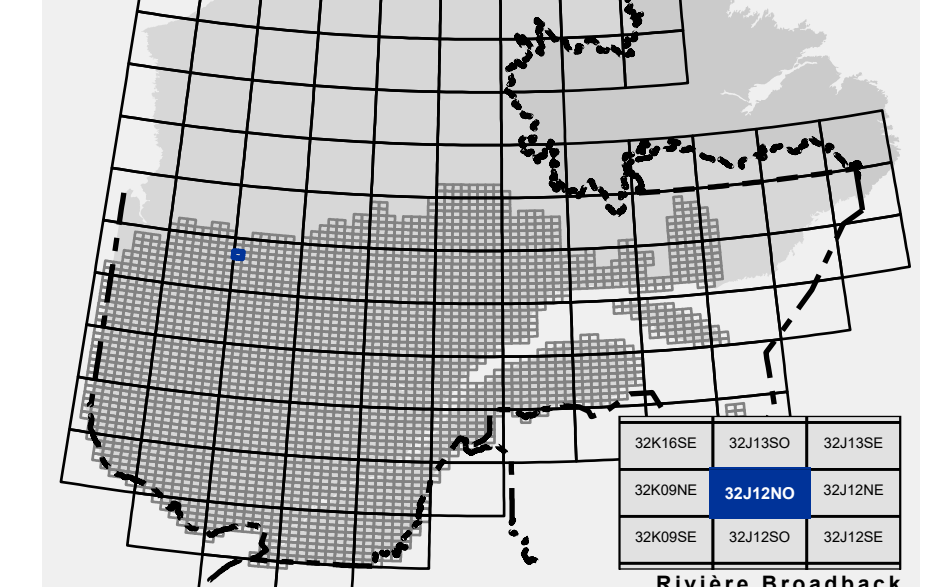 32K16SE 32J13SO 32J13SE
32K09NE 32J12NO 32J12NE
32K09SE 32J12SO 32J12SE
Rivière Broadback